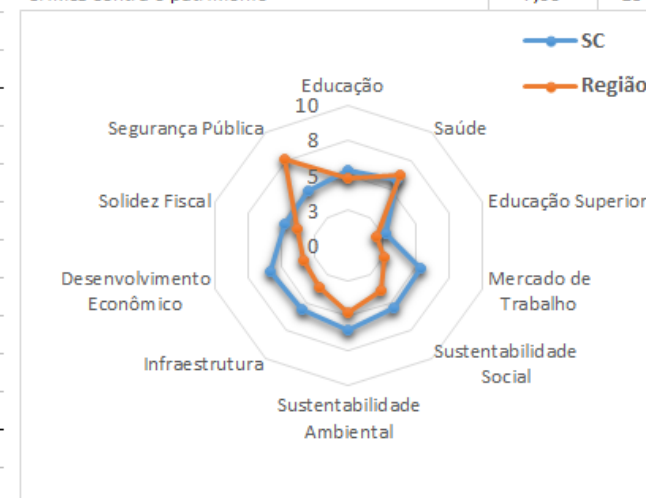 SC
Região
Educação
10
Segurança Pública
Saúde
8
5
Solidez Fiscal
Educação Superior
3
0
Desenvolvimento
Econômico
Mercado de
Trabalho
Infraestrutura
Sustentabilidade
Social
Sustentabilidade
Ambiental